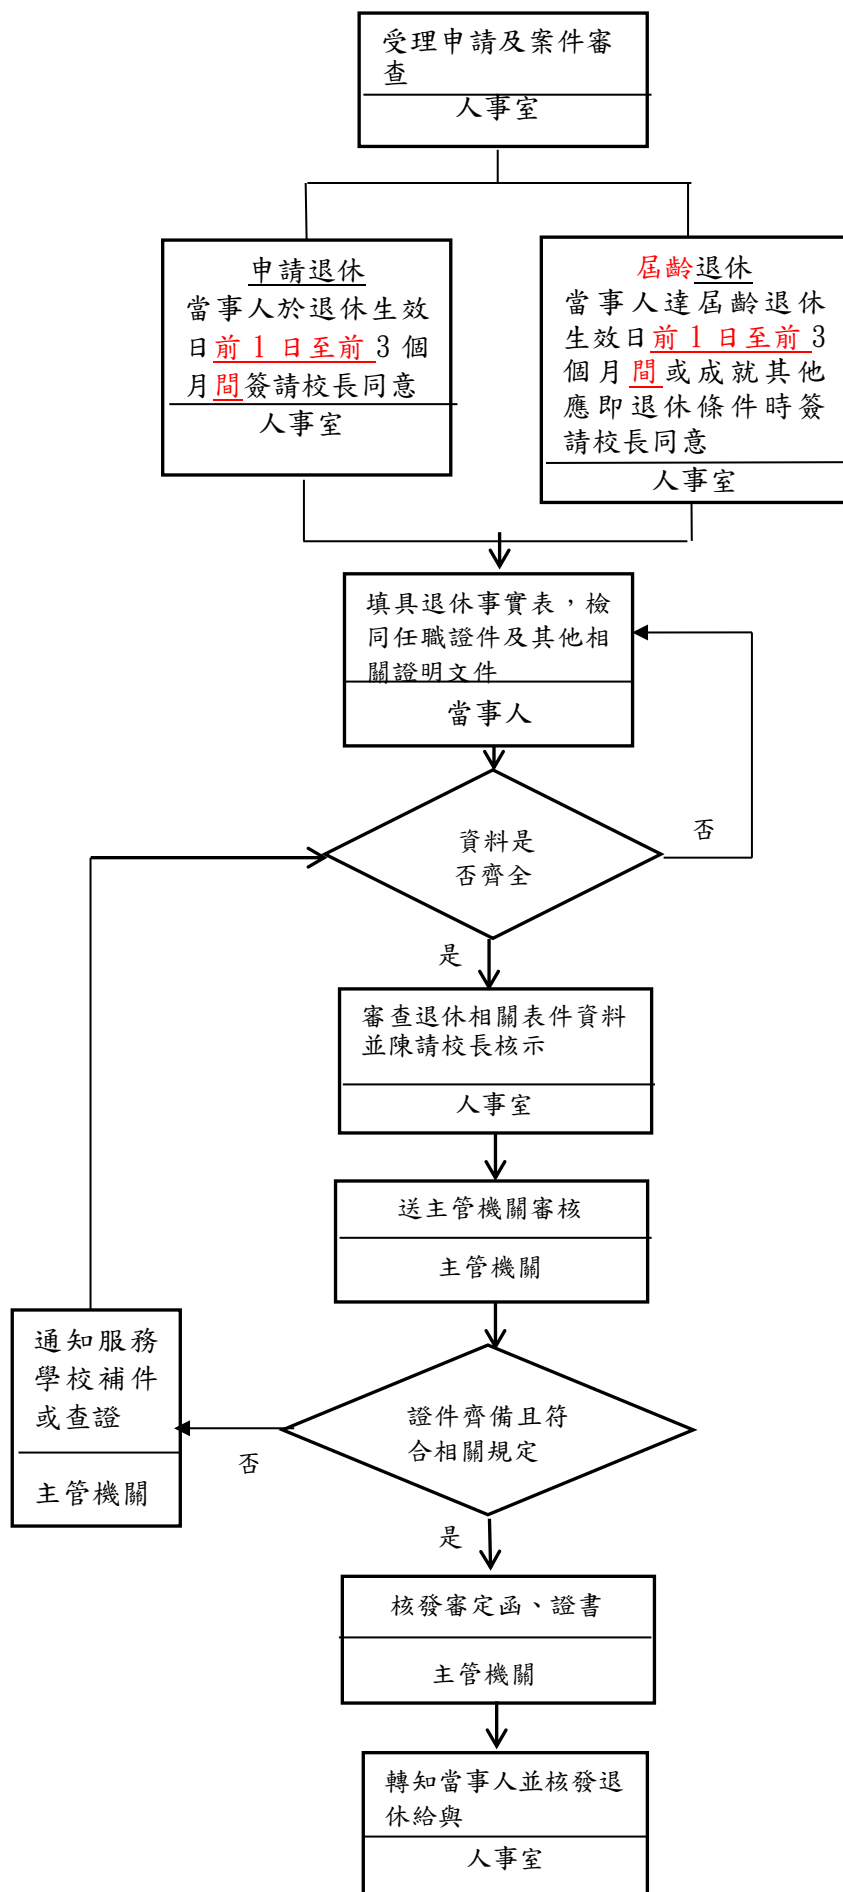 受理申請及案件審
查
人事室
申請退休
當事人於退休生效
日前 1 日至前 3 個
月間簽請校長同意
人事室
屆齡退休
當事人達屆齡退休
生效日前 1 日至前 3
個月間或成就其他
應即退休條件時簽
請校長同意
人事室
填具退休事實表，檢
同任職證件及其他相
關證明文件
當事人
資料是
否齊全
否
是
審查退休相關表件資料
並陳請校長核示
人事室
送主管機關審核
主管機關
通知服務
學校補件
或查證
主管機關
證件齊備且符
合相關規定
否
是
核發審定函、證書
主管機關
轉知當事人並核發退
休給與
人事室